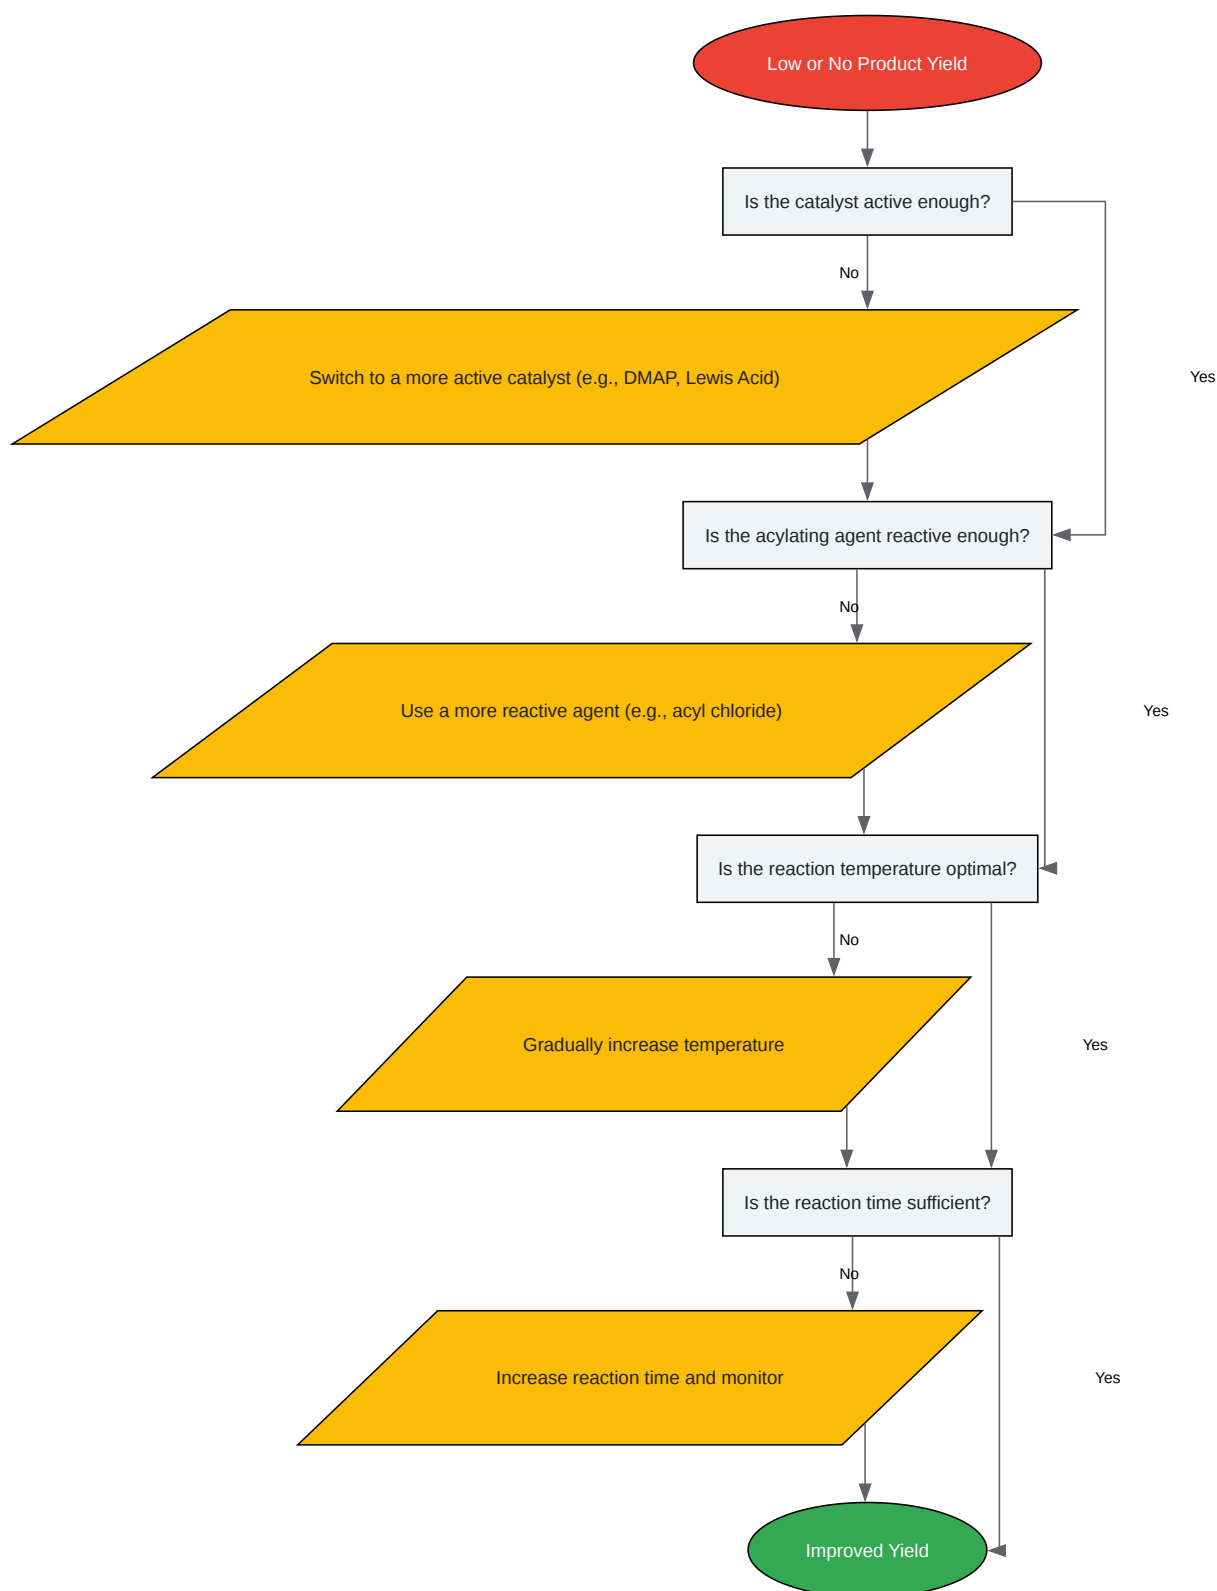 Low or No Product Yield
Is the catalyst active enough?
No
Switch to a more active catalyst (e.g., DMAP, Lewis Acid)
Yes
Is the acylating agent reactive enough?
No
Use a more reactive agent (e.g., acyl chloride)
Yes
Is the reaction temperature optimal?
No
Gradually increase temperature
Yes
Is the reaction time sufficient?
No
Increase reaction time and monitor
Yes
Improved Yield